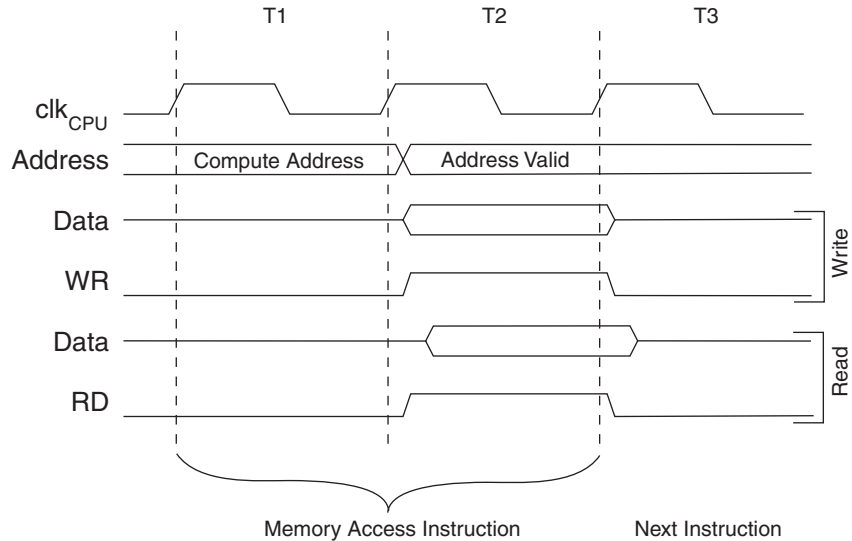 T1 T2 T3
clkCPU
Address Compute Address Address Valid
Data
WR
Write
Data
RD
Read
Memory Access Instruction Next Instruction